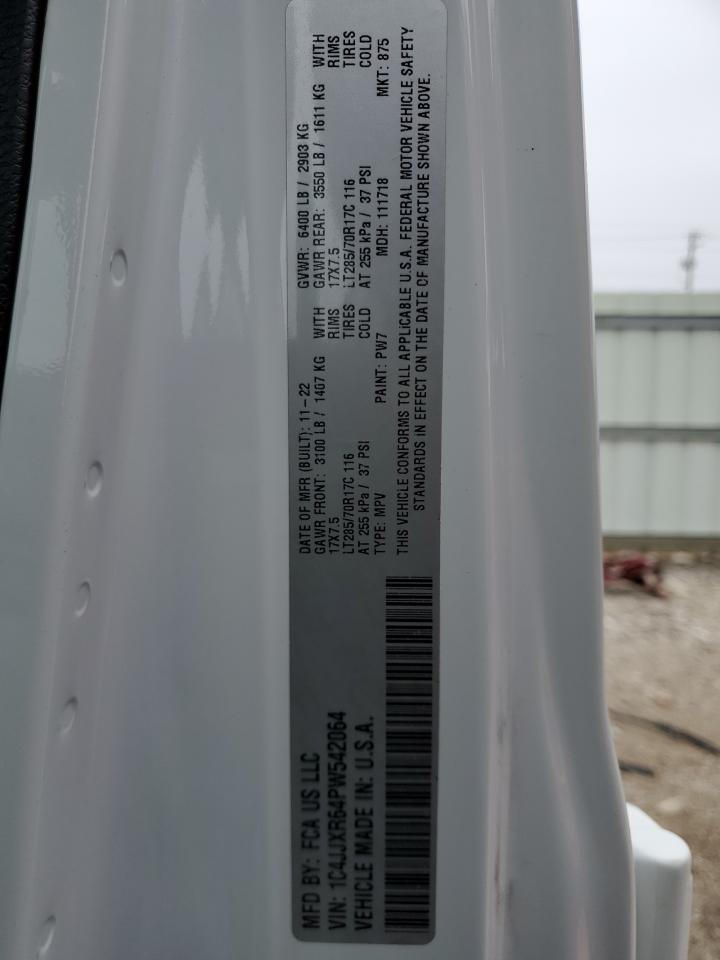 MFD BY: FCA US LLC
VIN: 1C4JJXR64PW542064
VEHICLE MADE IN: U.S.A.
DATE OF MFR (BUILT): 11-22 GVWR: 6400 LB / 2903 KG
GAWR FRONT: 3100 LB / 1407 KG WITH GAWR REAR: 3550 LB / 1611 KG WITH
17X7.5 RIMS 17X7.5 RIMS
LT285/70R17C 116 TIRES LT285/70R17C 116 TIRES
AT 255 kPa / 37 PSI COLD AT 255 kPa / 37 PSI COLD
TYPE: MPV PAINT: PW7 MDH: 111718 MKT: 875
THIS VEHICLE CONFORMS TO ALL APPLICABLE U.S.A. FEDERAL MOTOR VEHICLE SAFETY
STANDARDS IN EFFECT ON THE DATE OF MANUFACTURE SHOWN ABOVE.